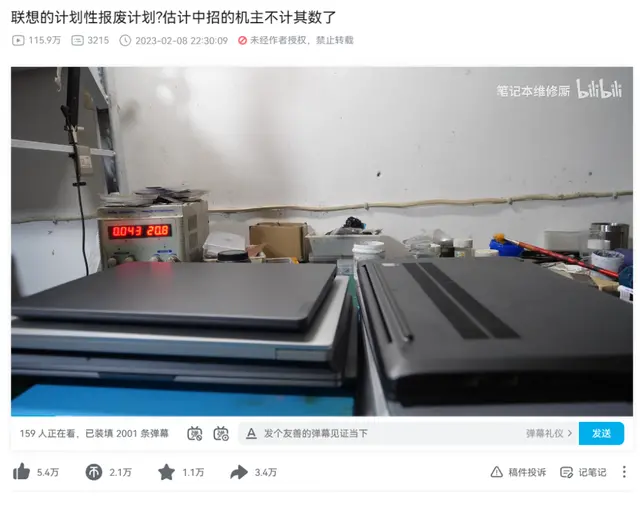 联想的计划性报废计划?估计中招的机主不计其数了
115.9万 3215 2023-02-08 22:30:09 未经作者授权，禁止转载
笔记本维修厮 bilibili
0.043 20.8
159 人正在看，已装填 2001 条弹幕 发个友善的弹幕见证当下 弹幕礼仪 发送
5.4万 2.1万 1.1万 3.4万 稿件投诉 记笔记